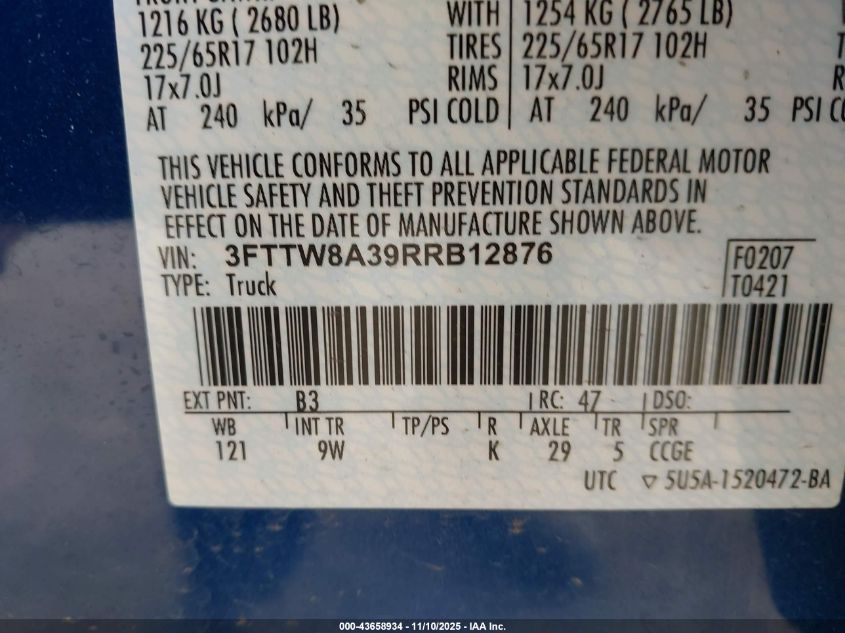 1216 KG ( 2680 LB) WITH 1254 KG ( 2765 LB)
225/65R17 102H TIRES 225/65R17 102H
17x7.0J RIMS 17x7.0J
AT 240 kPa/ 35 PSI COLD AT 240 kPa/ 35 PSI
THIS VEHICLE CONFORMS TO ALL APPLICABLE FEDERAL MOTOR
VEHICLE SAFETY AND THEFT PREVENTION STANDARDS IN
EFFECT ON THE DATE OF MANUFACTURE SHOWN ABOVE.
VIN: 3FTTW8A39RRB12876 F0207
TYPE: Truck T0421
EXT PNT: B3 RC: 47 DSO:
WB INT TR TP/PS R AXLE TR SPR
121 9W K 29 5 CCGE
UTC ▽ 5U5A-1520472-BA
000-43658934 - 11/10/2025 - IAA Inc.